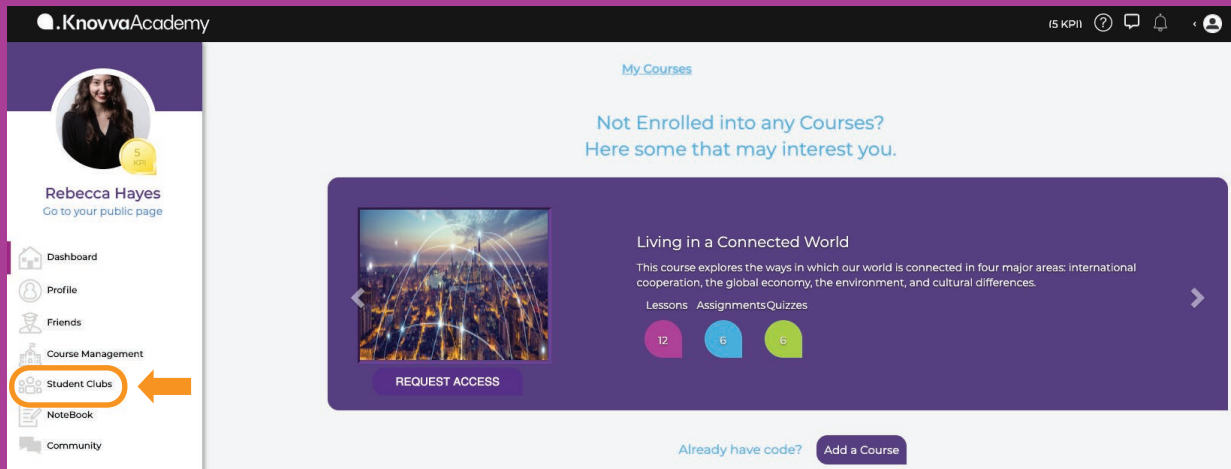 .KnovvaAcademy
(5 KPI)
5
KPI
Rebecca Hayes
Go to your public page
Dashboard
Profile
Friends
Course Management
Student Clubs
NoteBook
Community
My Courses
Not Enrolled into any Courses?
Here some that may interest you.
Living in a Connected World
This course explores the ways in which our world is connected in four major areas: international
cooperation, the global economy, the environment, and cultural differences.
Lessons Assignments Quizzes
12 6 6
REQUEST ACCESS
Already have code? Add a Course